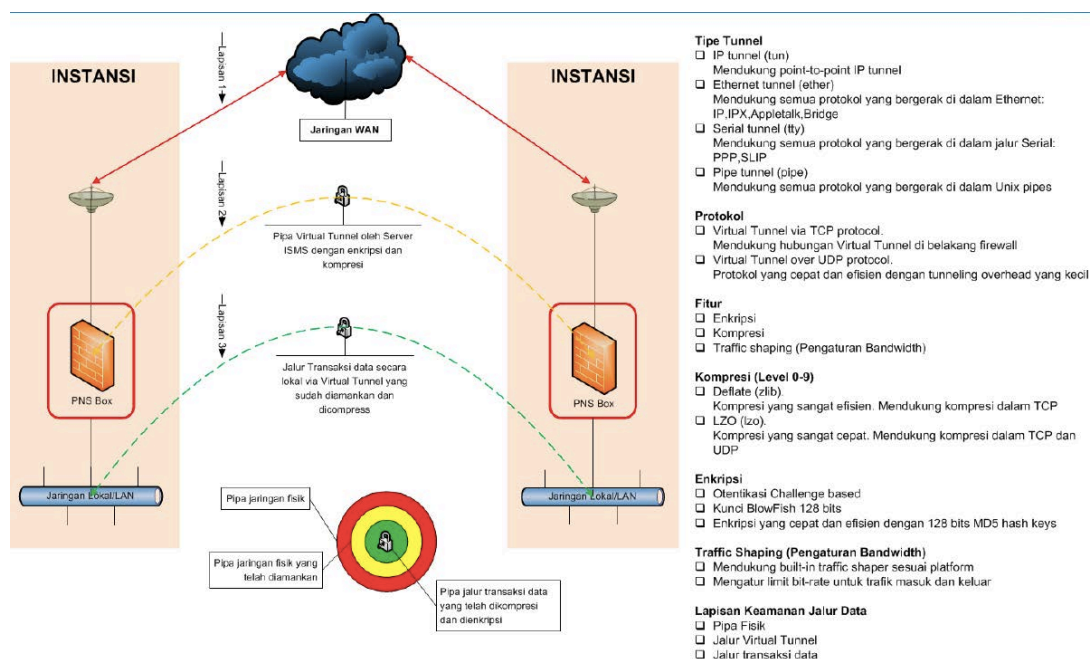 INSTANSI
INSTANSI
Lapisan 1
Jaringan WAN
Lapisan 2
Pipa Virtual Tunnel oleh Server
ISMS dengan enkripsi dan
kompresi
Lapisan 3
Jalur Transaksi data secara
lokal via Virtual Tunnel yang
sudah diamankan dan
dicompress
PNS Box
PNS Box
Jaringan Lokal/LAN
Jaringan Lokal/LAN
Pipa jaringan fisik
Pipa jaringan fisik yang
telah diamankan
Pipa jalur transaksi data
yang telah dikompresi
dan dienkripsi
Tipe Tunnel
❑ IP tunnel (tun)
Mendukung point-to-point IP tunnel
❑ Ethernet tunnel (ether)
Mendukung semua protokol yang bergerak di dalam Ethernet:
IP,IPX,Appletalk,Bridge
❑ Serial tunnel (tty)
Mendukung semua protokol yang bergerak di dalam jalur Serial:
PPP,SLIP
❑ Pipe tunnel (pipe)
Mendukung semua protokol yang bergerak di dalam Unix pipes
Protokol
❑ Virtual Tunnel via TCP protocol.
Mendukung hubungan Virtual Tunnel di belakang firewall
❑ Virtual Tunnel over UDP protocol.
Protokol yang cepat dan efisien dengan tunneling overhead yang kecil
Fitur
❑ Enkripsi
❑ Kompresi
❑ Traffic shaping (Pengaturan Bandwidth)
Kompresi (Level 0-9)
❑ Deflate (zlib).
Kompresi yang sangat efisien. Mendukung kompresi dalam TCP
❑ LZO (lzo).
Kompresi yang sangat cepat. Mendukung kompresi dalam TCP dan
UDP
Enkripsi
❑ Otentikasi Challenge based
❑ Kunci BlowFish 128 bits
❑ Enkripsi yang cepat dan efisien dengan 128 bits MD5 hash keys
Traffic Shaping (Pengaturan Bandwidth)
❑ Mendukung built-in traffic shaper sesuai platform
❑ Mengatur limit bit-rate untuk trafik masuk dan keluar
Lapisan Keamanan Jalur Data
❑ Pipa Fisik
❑ Jalur Virtual Tunnel
❑ Jalur transaksi data